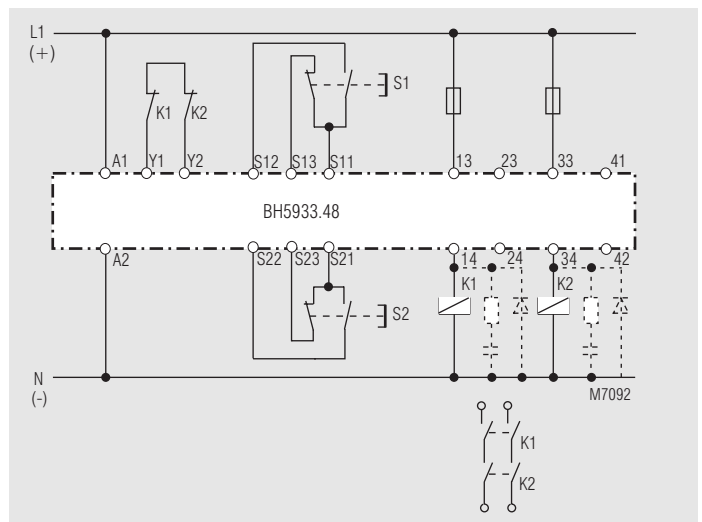 L1
(+)
S1
K1 K2
A1 Y1 Y2 S12 S13 S11 13 23 33 41
BH5933.48
A2 S22 S23 S21 14 24 34 42
K1 K2
S2
N
(-)
M7092
K1
K2